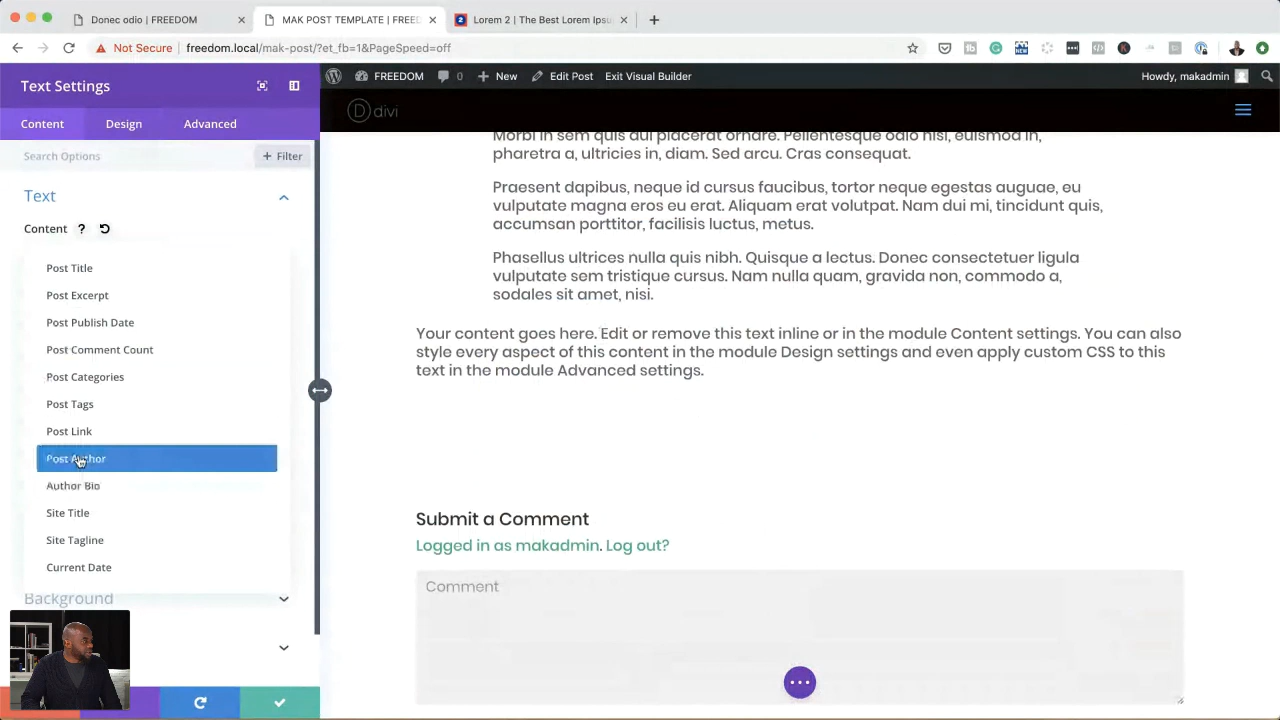 Donec odio | FREEDOM
MAK POST TEMPLATE | FREED
Lorem 2 | The Best Lorem Ipsu
Not Secure
freedom.local/mak-post/?et_fb=1&PageSpeed=off
Text Settings
FREEDOM
0
New
Edit Post
Exit Visual Builder
Howdy, makadmin
Content
Design
Advanced
D divi
Search Options
+ Filter
Text
Content ?
Post Title
Post Excerpt
Post Publish Date
Post Comment Count
Post Categories
Post Tags
Post Link
Post Author
Author Bio
Site Title
Site Tagline
Current Date
Background
Morbi in sem quis dui placerat ornare. Pellentesque odio nisi, euismod in,
pharetra a, ultricies in, diam. Sed arcu. Cras consequat.
Praesent dapibus, neque id cursus faucibus, tortor neque egestas auguae, eu
vulputate magna eros eu erat. Aliquam erat volutpat. Nam dui mi, tincidunt quis,
accumsan porttitor, facilisis luctus, metus.
Phasellus ultrices nulla quis nibh. Quisque a lectus. Donec consectetuer ligula
vulputate sem tristique cursus. Nam nulla quam, gravida non, commodo a,
sodales sit amet, nisi.
Your content goes here. Edit or remove this text inline or in the module Content settings. You can also
style every aspect of this content in the module Design settings and even apply custom CSS to this
text in the module Advanced settings.
Submit a Comment
Logged in as makadmin. Log out?
Comment